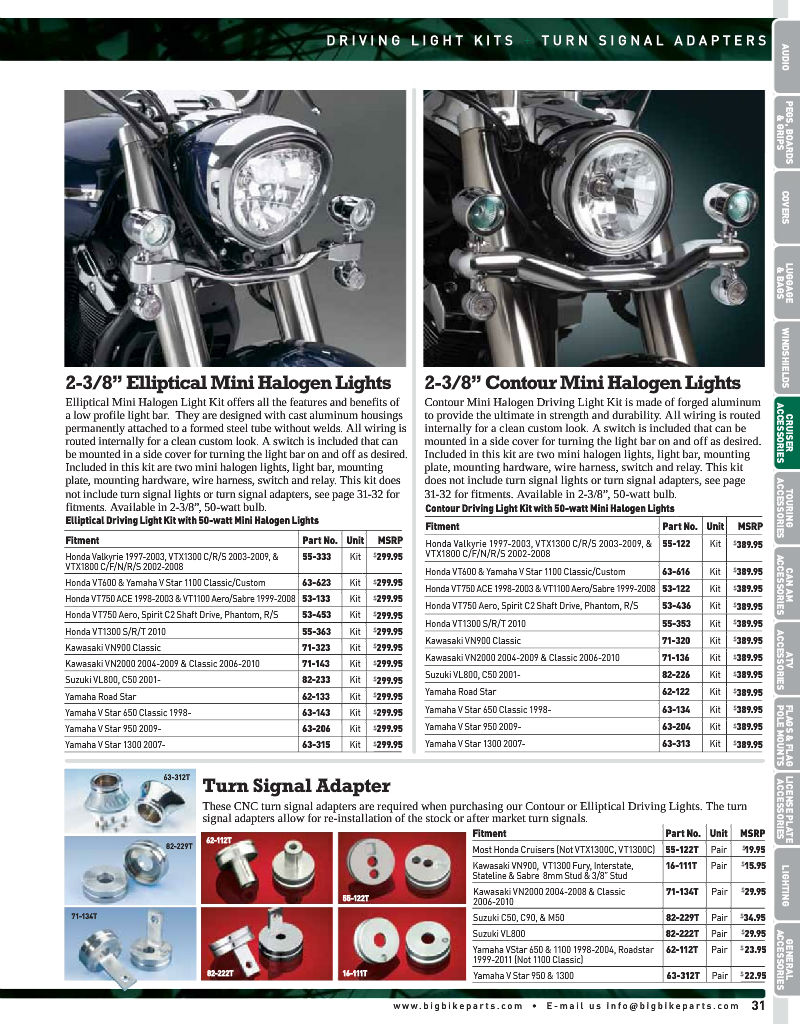 DRIVING LIGHT KITS TURN SIGNAL ADAPTERS
AUDIO
PEGS, BOARDS
& GRIPS
COVERS
LUGGAGE
& BAGS
WINDSHIELDS
CRUISER
ACCESSORIES
TOURING
ACCESSORIES
CAN AM
ACCESSORIES
ATV
ACCESSORIES
FLAGS & FLAG
POLE MOUNTS
LICENSE PLATE
ACCESSORIES
LIGHTING
GENERAL
ACCESSORIES
2-3/8” Elliptical Mini Halogen Lights
Elliptical Mini Halogen Light Kit offers all the features and benefits of
a low profile light bar. They are designed with cast aluminum housings
permanently attached to a formed steel tube without welds. All wiring is
routed internally for a clean custom look. A switch is included that can
be mounted in a side cover for turning the light bar on and off as desired.
Included in this kit are two mini halogen lights, light bar, mounting
plate, mounting hardware, wire harness, switch and relay. This kit does
not include turn signal lights or turn signal adapters, see page 31-32 for
fitments. Available in 2-3/8”, 50-watt bulb.
Elliptical Driving Light Kit with 50-watt Mini Halogen Lights
Fitment Part No. Unit MSRP
Honda Valkyrie 1997-2003, VTX1300 C/R/S 2003-2009, &
VTX1800 C/F/N/R/S 2002-2008 55-333 Kit $299.95
Honda VT600 & Yamaha V Star 1100 Classic/Custom 63-623 Kit $299.95
Honda VT750 ACE 1998-2003 & VT1100 Aero/Sabre 1999-2008 53-133 Kit $299.95
Honda VT750 Aero, Spirit C2 Shaft Drive, Phantom, R/S 53-453 Kit $299.95
Honda VT1300 S/R/T 2010 55-363 Kit $299.95
Kawasaki VN900 Classic 71-323 Kit $299.95
Kawasaki VN2000 2004-2009 & Classic 2006-2010 71-143 Kit $299.95
Suzuki VL800, C50 2001- 82-233 Kit $299.95
Yamaha Road Star 62-133 Kit $299.95
Yamaha V Star 650 Classic 1998- 63-143 Kit $299.95
Yamaha V Star 950 2009- 63-206 Kit $299.95
Yamaha V Star 1300 2007- 63-315 Kit $299.95
2-3/8” Contour Mini Halogen Lights
Contour Mini Halogen Driving Light Kit is made of forged aluminum
to provide the ultimate in strength and durability. All wiring is routed
internally for a clean custom look. A switch is included that can be
mounted in a side cover for turning the light bar on and off as desired.
Included in this kit are two mini halogen lights, light bar, mounting
plate, mounting hardware, wire harness, switch and relay. This kit
does not include turn signal lights or turn signal adapters, see page
31-32 for fitments. Available in 2-3/8”, 50-watt bulb.
Contour Driving Light Kit with 50-watt Mini Halogen Lights
Fitment Part No. Unit MSRP
Honda Valkyrie 1997-2003, VTX1300 C/R/S 2003-2009, &
VTX1800 C/F/N/R/S 2002-2008 55-122 Kit $389.95
Honda VT600 & Yamaha V Star 1100 Classic/Custom 63-616 Kit $389.95
Honda VT750 ACE 1998-2003 & VT1100 Aero/Sabre 1999-2008 53-122 Kit $389.95
Honda VT750 Aero, Spirit C2 Shaft Drive, Phantom, R/S 53-436 Kit $389.95
Honda VT1300 S/R/T 2010 55-353 Kit $389.95
Kawasaki VN900 Classic 71-320 Kit $389.95
Kawasaki VN2000 2004-2009 & Classic 2006-2010 71-136 Kit $389.95
Suzuki VL800, C50 2001- 82-226 Kit $389.95
Yamaha Road Star 62-122 Kit $389.95
Yamaha V Star 650 Classic 1998- 63-134 Kit $389.95
Yamaha V Star 950 2009- 63-204 Kit $389.95
Yamaha V Star 1300 2007- 63-313 Kit $389.95
63-312T
82-229T
71-134T
Turn Signal Adapter
These CNC turn signal adapters are required when purchasing our Contour or Elliptical Driving Lights. The turn
signal adapters allow for re-installation of the stock or after market turn signals.
62-112T
55-122T
82-222T
16-111T
Fitment Part No. Unit MSRP
Most Honda Cruisers (Not VTX1300C, VT1300C) 55-122T Pair $19.95
Kawasaki VN900, VT1300 Fury, Interstate,
Stateline & Sabre 8mm Stud & 3/8” Stud 16-111T Pair $15.95
Kawasaki VN2000 2004-2008 & Classic
2006-2010 71-134T Pair $29.95
Suzuki C50, C90, & M50 82-229T Pair $34.95
Suzuki VL800 82-222T Pair $29.95
Yamaha VStar 650 & 1100 1998-2004, Roadstar
1999-2011 (Not 1100 Classic) 62-112T Pair $23.95
Yamaha V Star 950 & 1300 63-312T Pair $22.95
www.bigbikeparts.com • E-mail us Info@bigbikeparts.com 31